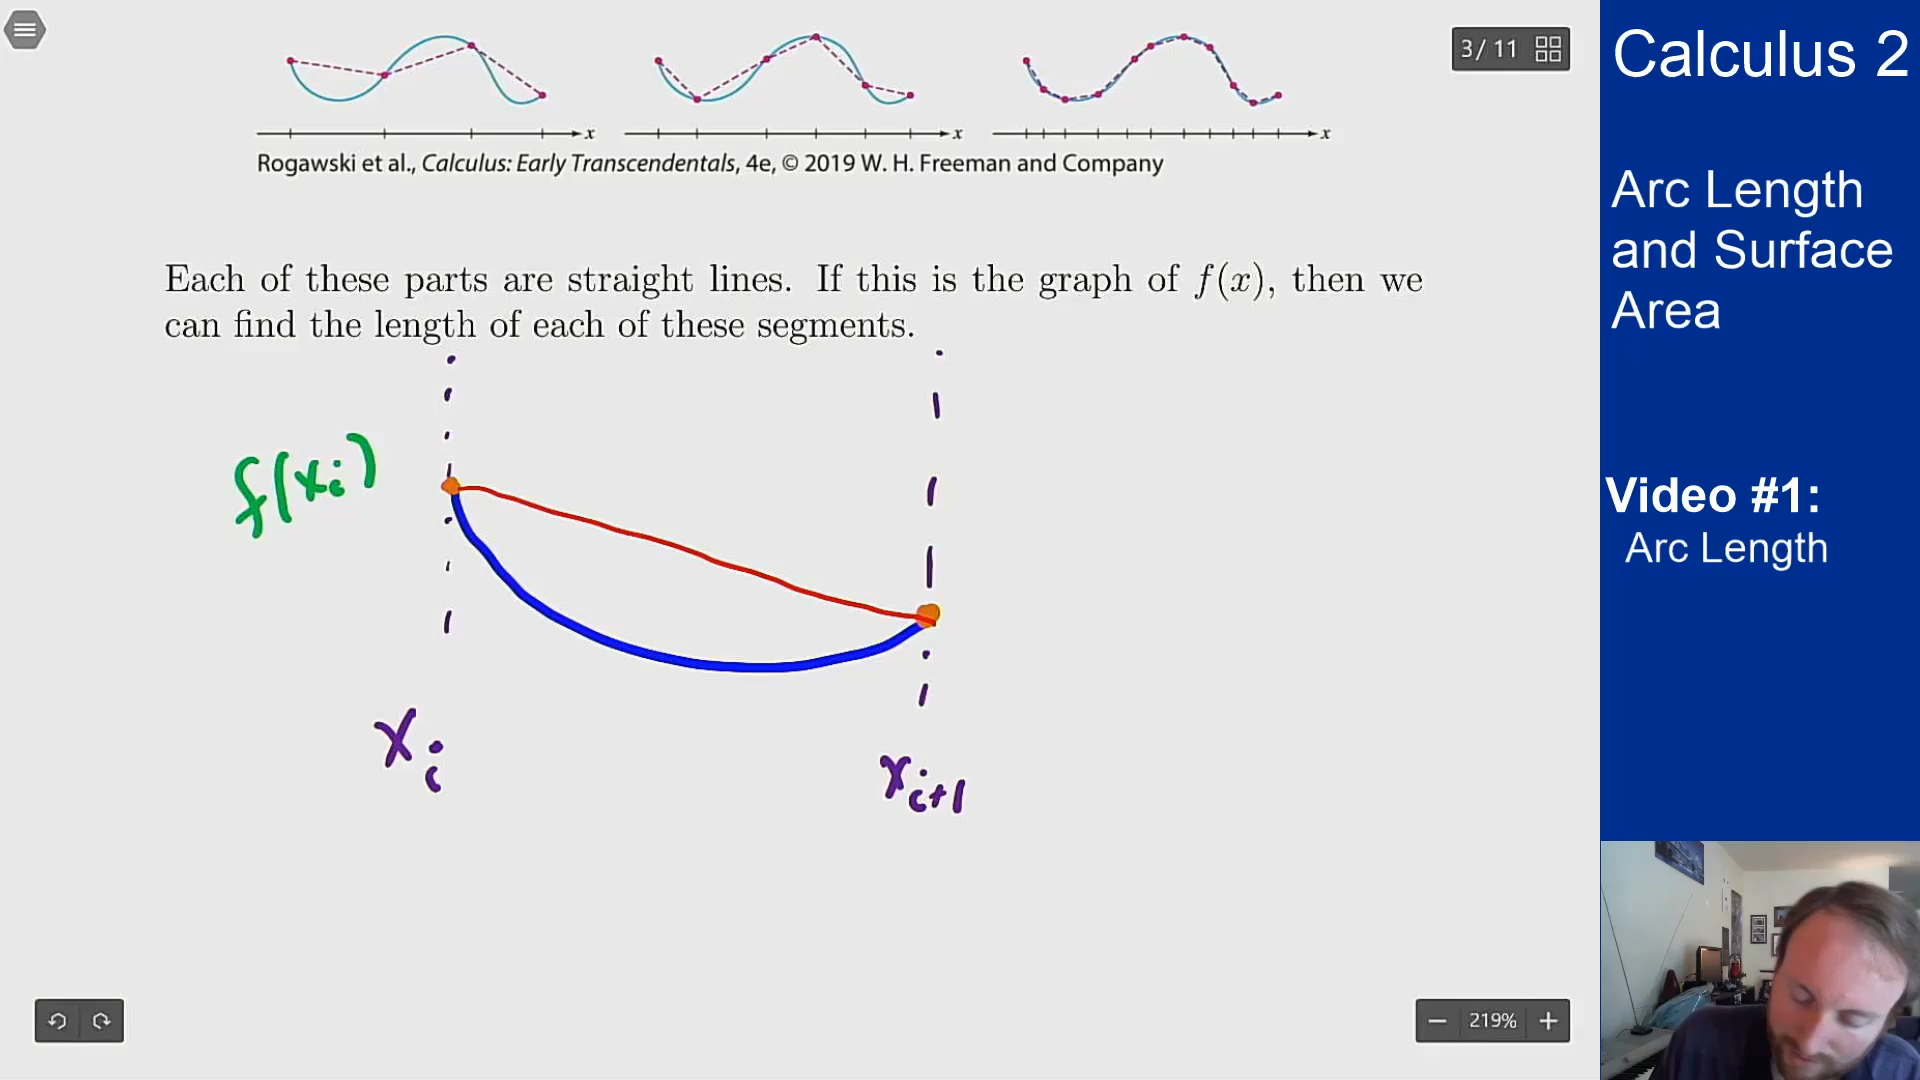 3 / 11
x
x
x
Rogawski et al., Calculus: Early Transcendentals, 4e, © 2019 W. H. Freeman and Company
Each of these parts are straight lines. If this is the graph of f(x), then we
can find the length of each of these segments.
f(xi)
xi
xi+1
219%
Calculus 2
Arc Length
and Surface
Area
Video #1:
Arc Length